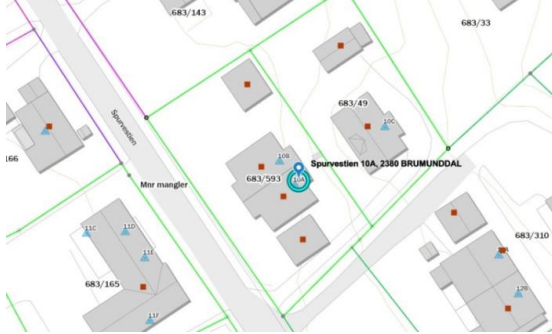 683/143
683/33
Spurvestien
683/49
10C
166
10B
Spurvestien 10A, 2380 BRUMUNDDAL
683/593
10A
Mnr mangler
11C
11D
11E
683/165
11F
683/310
12B